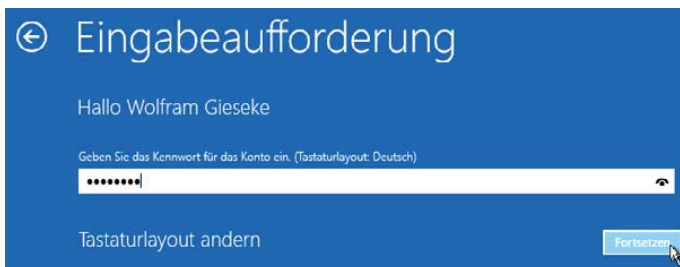 Eingabeaufforderung
Hallo Wolfram Gieseke
Geben Sie das Kennwort für das Konto ein. (Tastaturlayout: Deutsch)
••••••••
Tastaturlayout andern
Fortsetzen